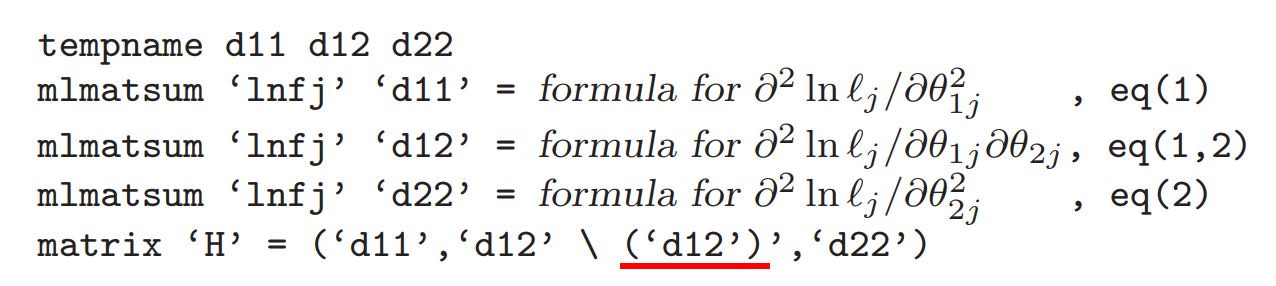 tempname d11 d12 d22
mlmatsum ‘lnfj’ ‘d11’ = formula for ∂² ln ℓⱼ/∂θ₁ⱼ² , eq(1)
mlmatsum ‘lnfj’ ‘d12’ = formula for ∂² ln ℓⱼ/∂θ₁ⱼ∂θ₂ⱼ, eq(1,2)
mlmatsum ‘lnfj’ ‘d22’ = formula for ∂² ln ℓⱼ/∂θ₂ⱼ² , eq(2)
matrix ‘H’ = (‘d11’,‘d12’ \ (‘d12’)’,‘d22’)